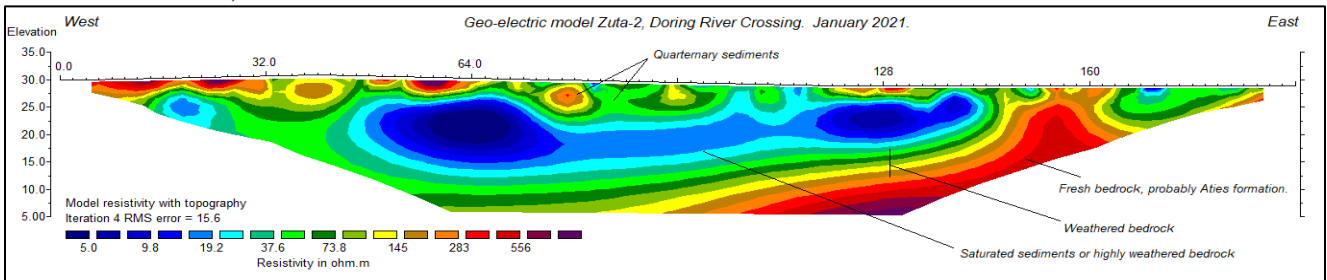 West
Geo-electric model Zuta-2, Doring River Crossing. January 2021.
East
Elevation
35.0
0.0
32.0
64.0
128
160
Quarternary sediments
30.0
25.0
20.0
15.0
10.0
5.00
Fresh bedrock, probably Aties formation.
Weathered bedrock
Saturated sediments or highly weathered bedrock
Model resistivity with topography
Iteration 4 RMS error = 15.6
5.0 9.8 19.2 37.6 73.8 145 283 556
Resistivity in ohm.m